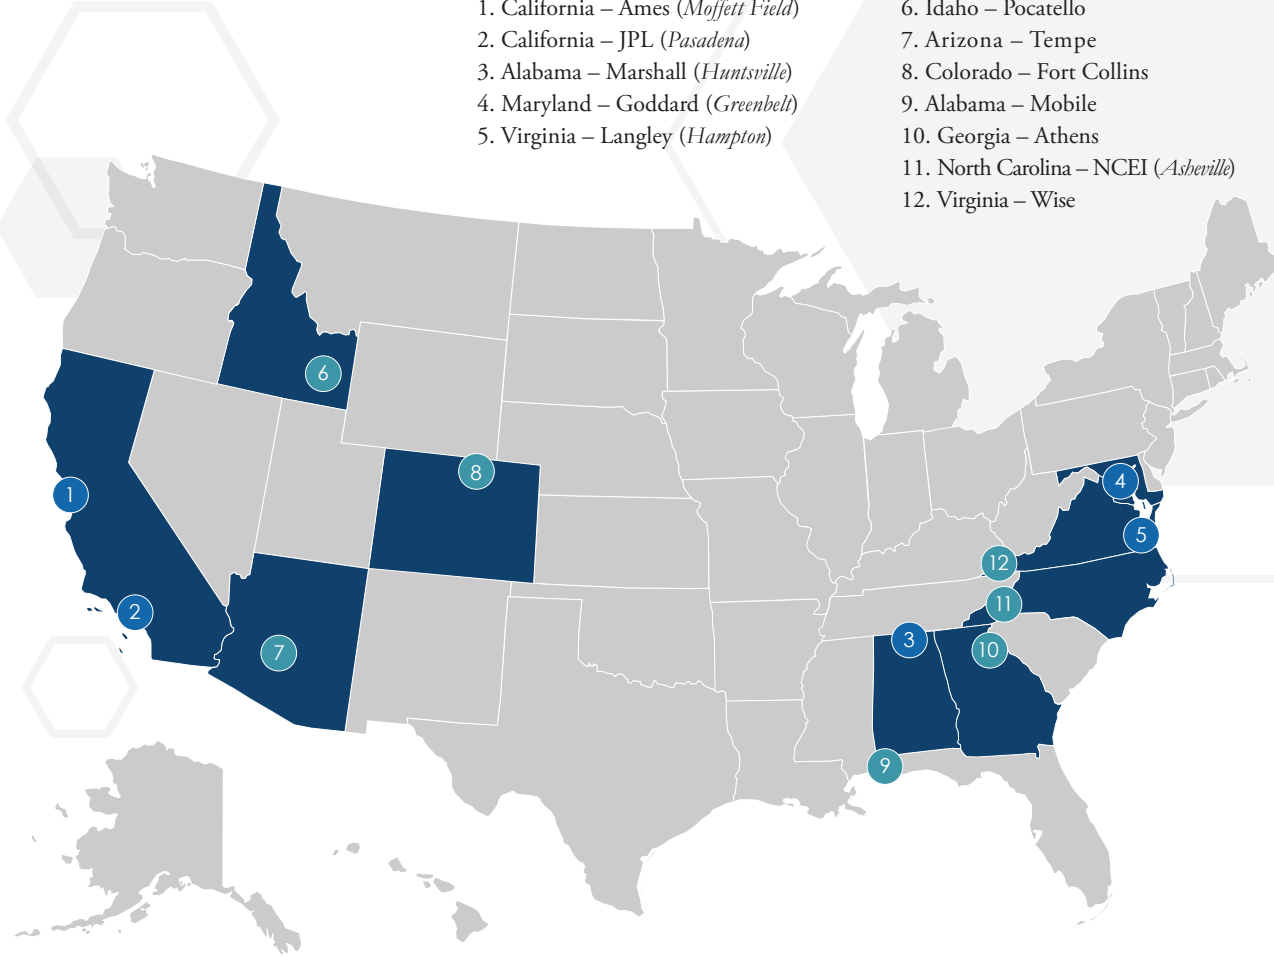 1. California – Ames (Moffett Field)
2. California – JPL (Pasadena)
3. Alabama – Marshall (Huntsville)
4. Maryland – Goddard (Greenbelt)
5. Virginia – Langley (Hampton)
6. Idaho – Pocatello
7. Arizona – Tempe
8. Colorado – Fort Collins
9. Alabama – Mobile
10. Georgia – Athens
11. North Carolina – NCEI (Asheville)
12. Virginia – Wise
6
8
4
1
5
12
11
2
3
7
10
9